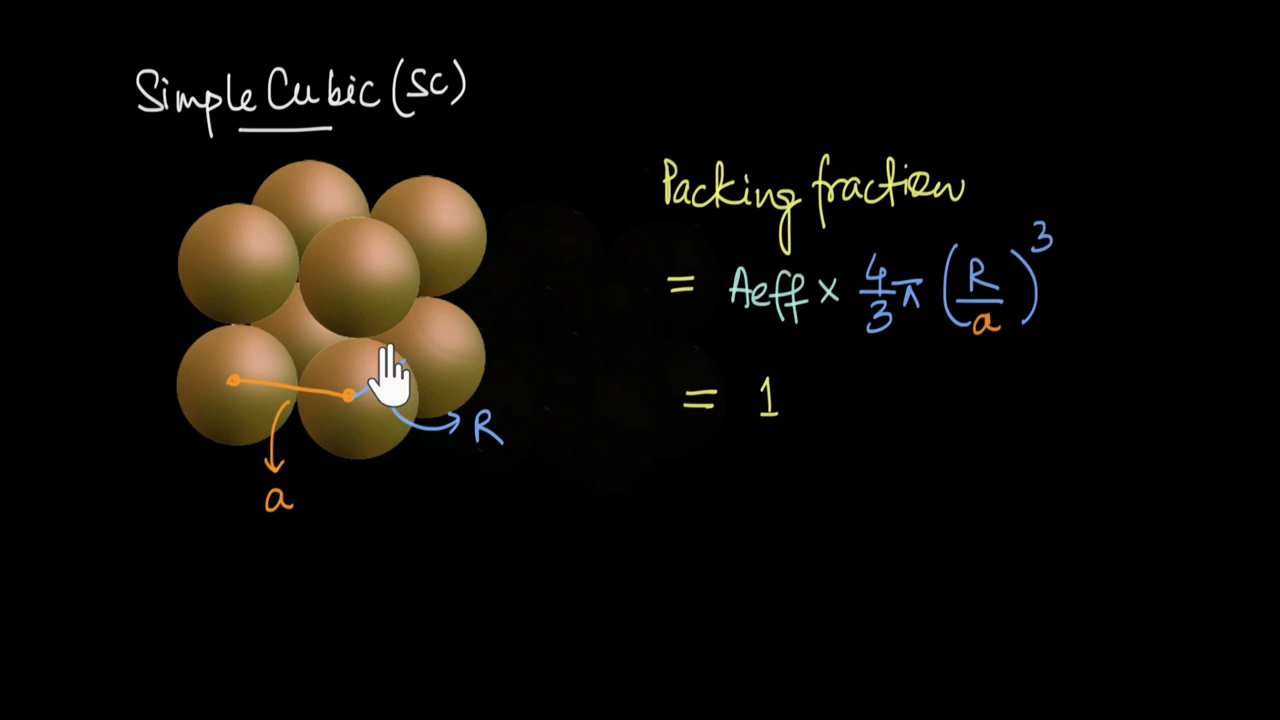 Simple Cubic (SC)
Packing fraction
= Aeff × 4/3 π (R/a)^3
= 1
R
a